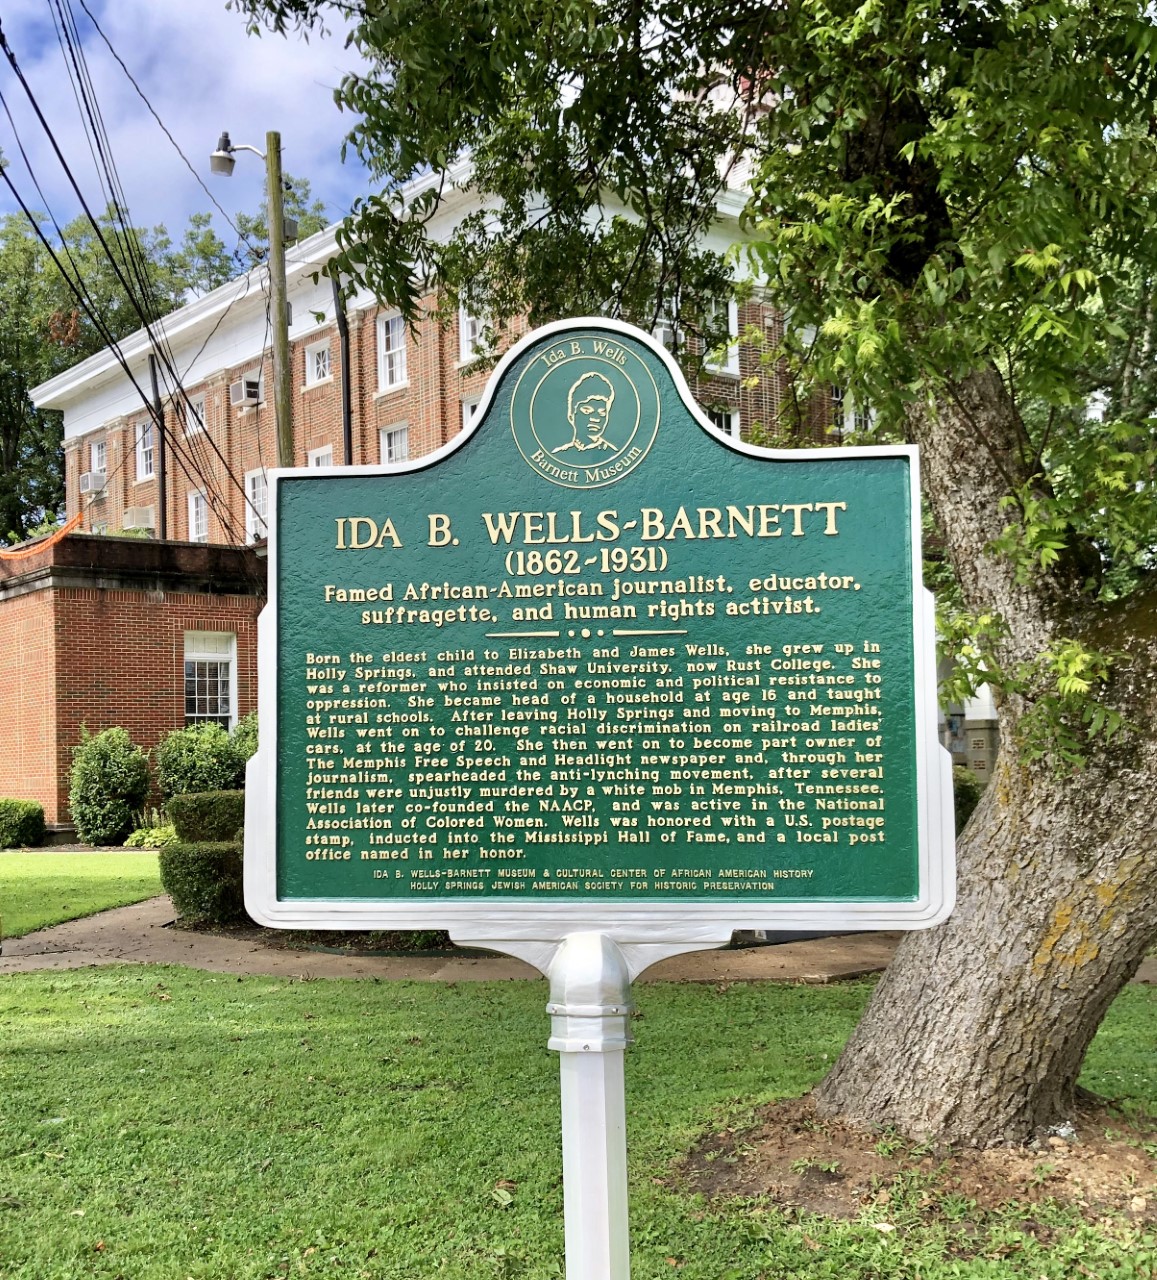 Ida B. Wells
Barnett Museum
IDA B. WELLS-BARNETT
(1862-1931)
Famed African-American journalist, educator,
suffragette, and human rights activist.
Born the eldest child to Elizabeth and James Wells, she grew up in
Holly Springs, and attended Shaw University, now Rust College. She
was a reformer who insisted on economic and political resistance to
oppression. She became head of a household at age 16 and taught
at rural schools. After leaving Holly Springs and moving to Memphis,
Wells went on to challenge racial discrimination on railroad ladies'
cars, at the age of 20. She then went on to become part owner of
The Memphis Free Speech and Headlight newspaper and, through her
journalism, spearheaded the anti-lynching movement, after several
friends were unjustly murdered by a white mob in Memphis, Tennessee.
Wells later co-founded the NAACP, and was active in the National
Association of Colored Women. Wells was honored with a U.S. postage
stamp, inducted into the Mississippi Hall of Fame, and a local post
office named in her honor.
IDA B. WELLS-BARNETT MUSEUM & CULTURAL CENTER OF AFRICAN AMERICAN HISTORY
HOLLY SPRINGS JEWISH AMERICAN SOCIETY FOR HISTORIC PRESERVATION